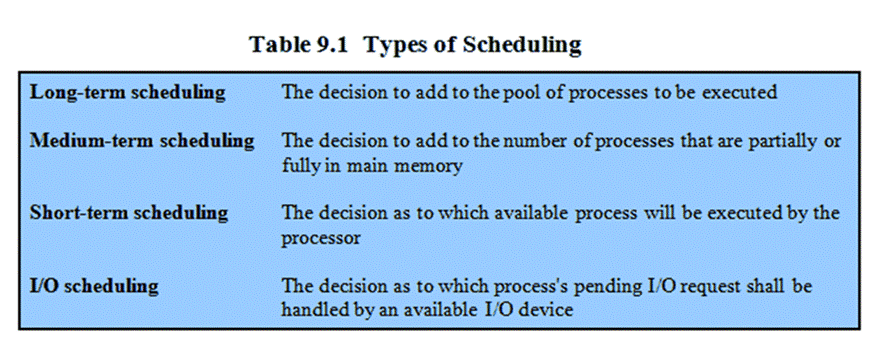 Table 9.1 Types of Scheduling
Long-term scheduling The decision to add to the pool of processes to be executed
Medium-term scheduling The decision to add to the number of processes that are partially or
fully in main memory
Short-term scheduling The decision as to which available process will be executed by the
processor
I/O scheduling The decision as to which process's pending I/O request shall be
handled by an available I/O device